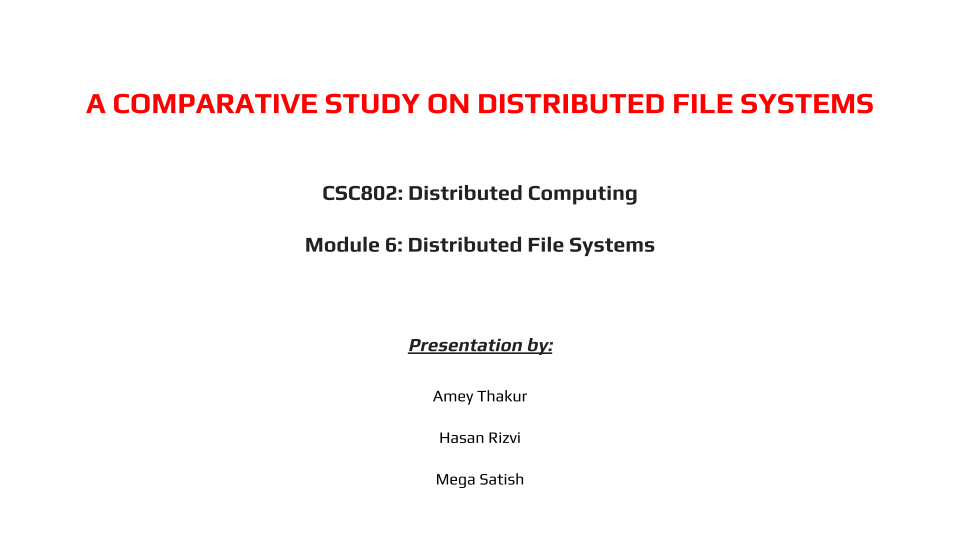 A COMPARATIVE STUDY ON DISTRIBUTED FILE SYSTEMS
CSC802: Distributed Computing
Module 6: Distributed File Systems
Presentation by:
Amey Thakur
Hasan Rizvi
Mega Satish